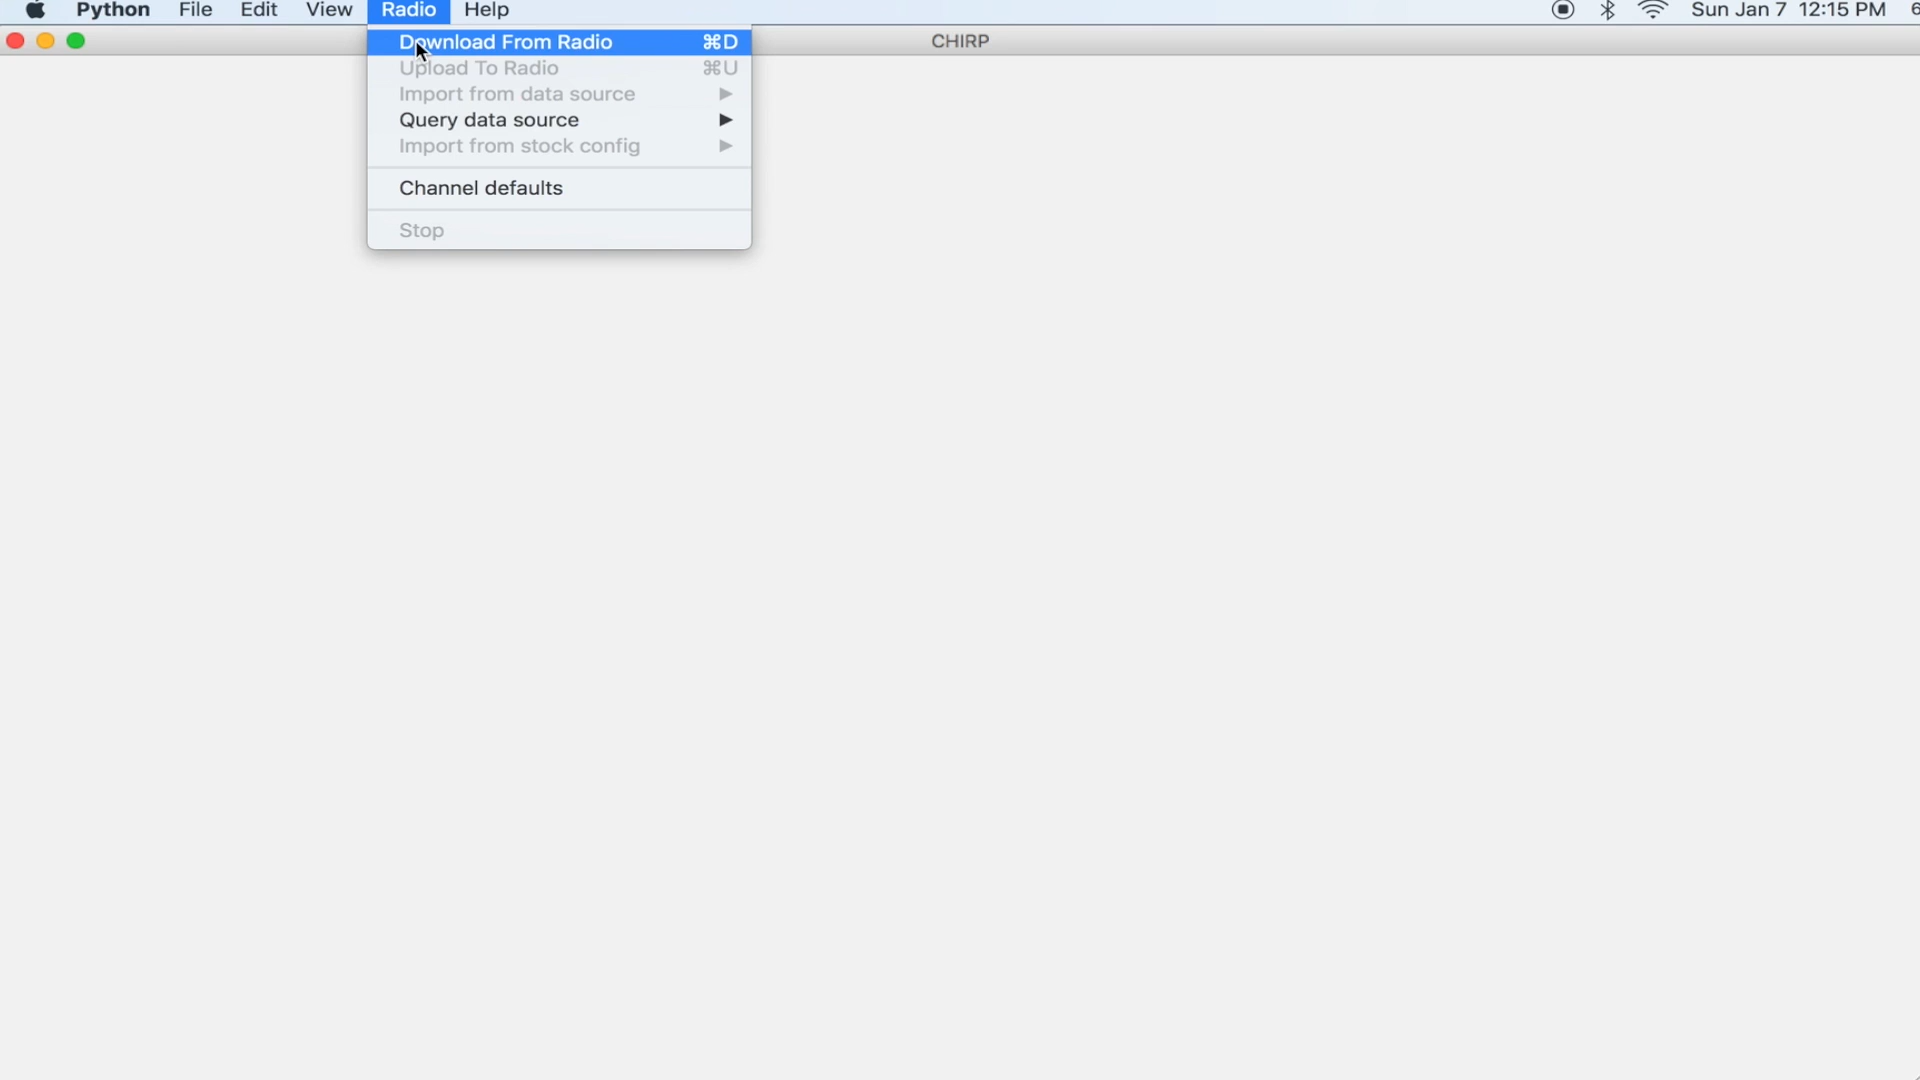 Python File Edit View Radio Help Sun Jan 7 12:15 PM 6
CHIRP
Download From Radio ⌘D
Upload To Radio ⌘U
Import from data source ▶
Query data source ▶
Import from stock config ▶
Channel defaults
Stop